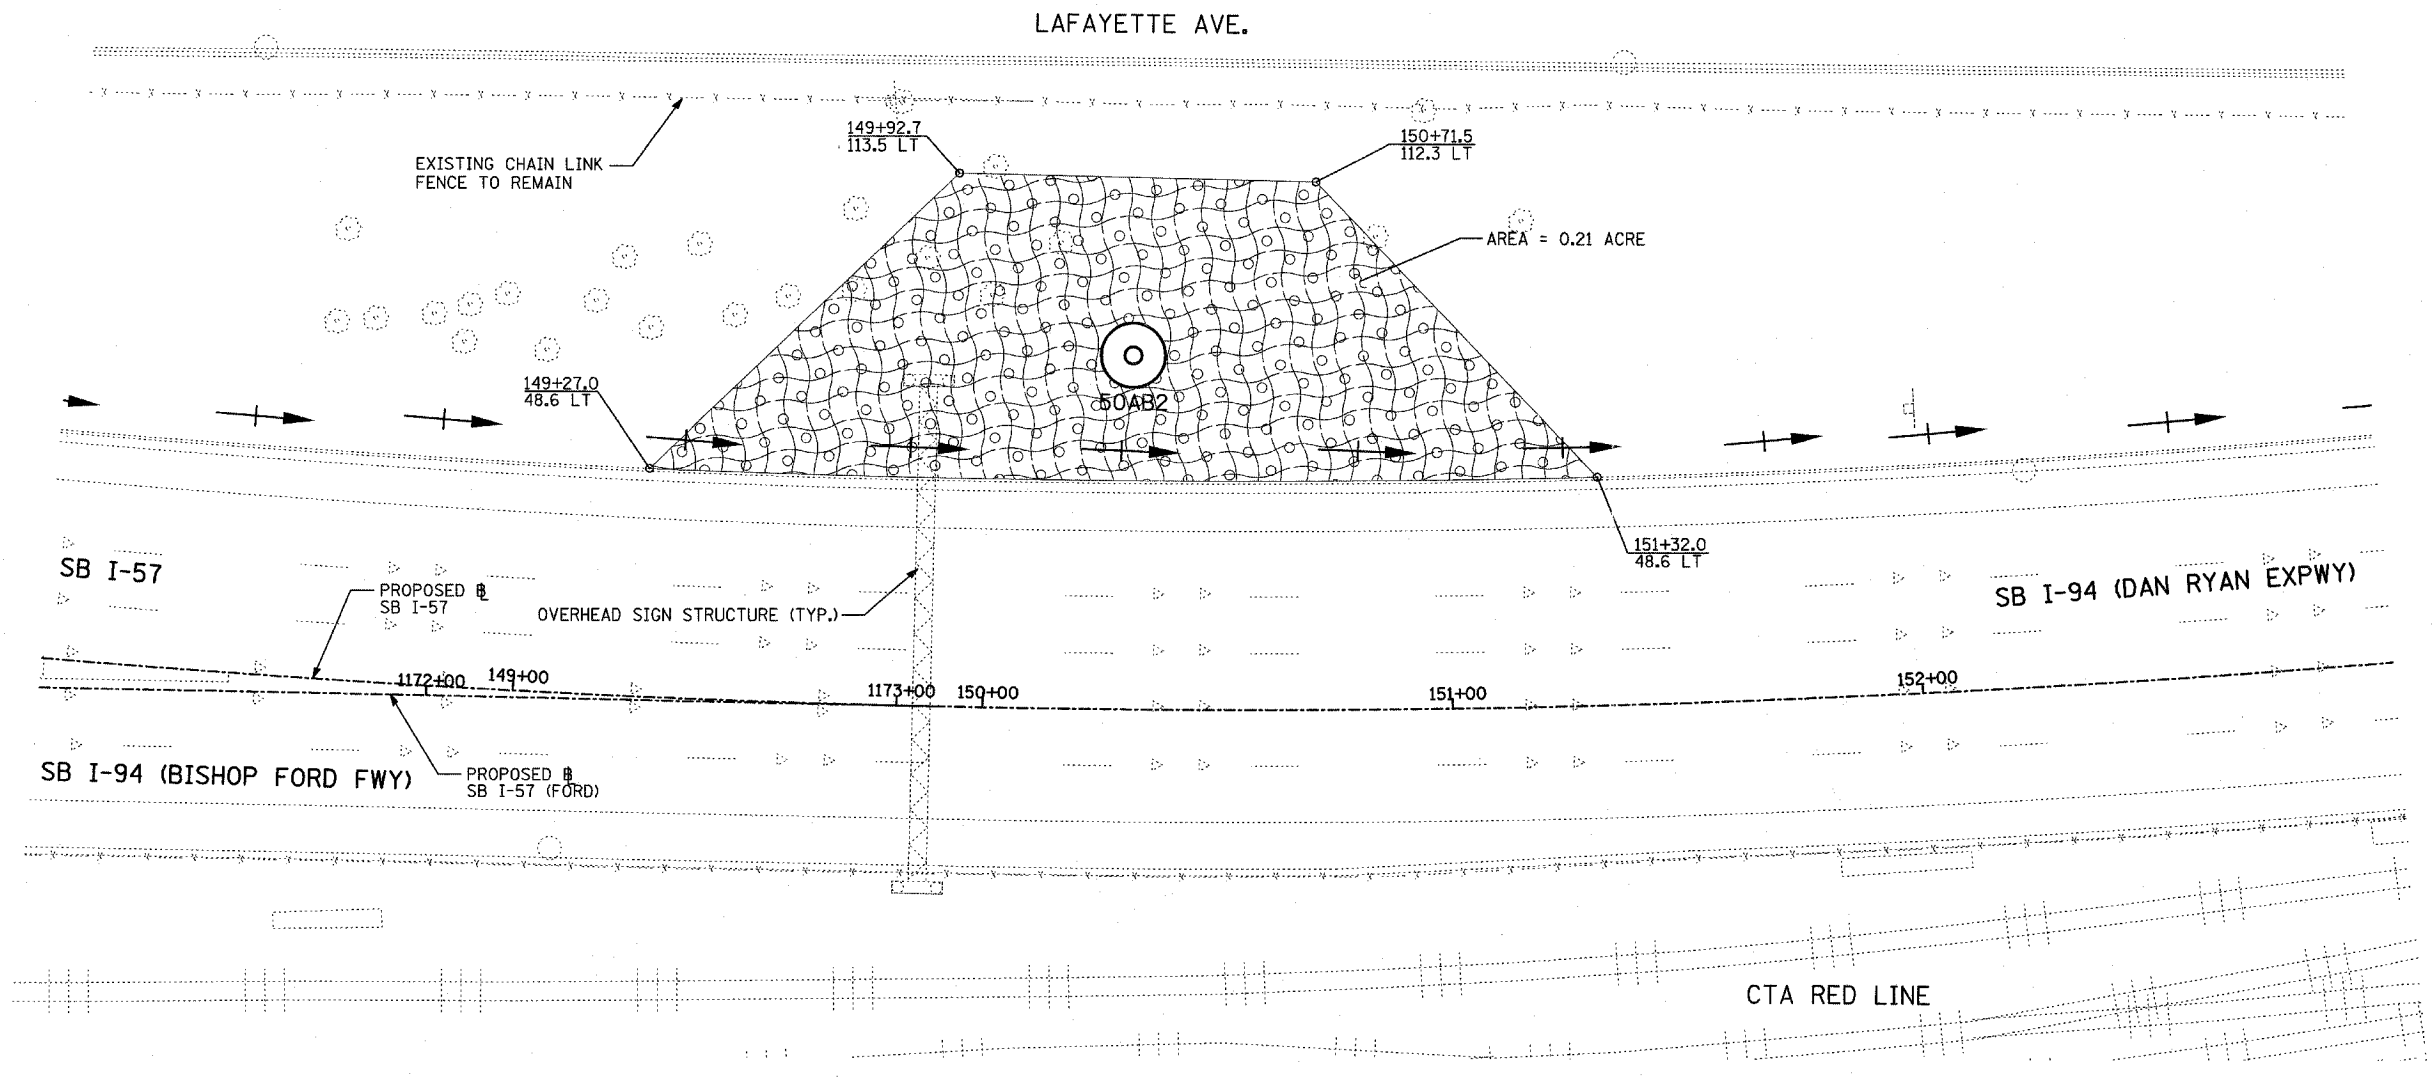 LAFAYETTE AVE.
149+92.7
113.5 LT
150+71.5
112.3 LT
EXISTING CHAIN LINK
FENCE TO REMAIN
AREA = 0.21 ACRE
149+27.0
48.6 LT
50AB2
151+32.0
48.6 LT
SB I-57
PROPOSED ℄
SB I-57
OVERHEAD SIGN STRUCTURE (TYP.)
SB I-94 (DAN RYAN EXPWY)
1172+00
149+00
1173+00
150+00
151+00
152+00
SB I-94 (BISHOP FORD FWY)
PROPOSED ℄
SB I-57 (FORD)
CTA RED LINE